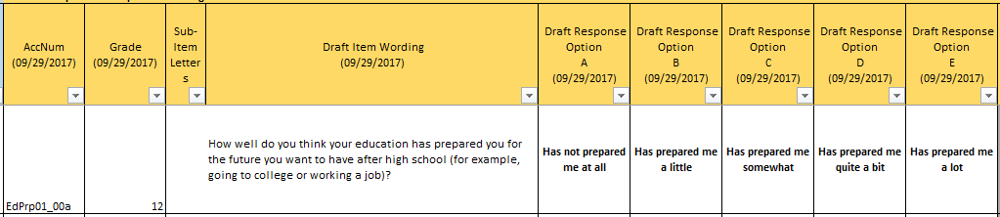 AccNum
(09/29/2017)
Grade
(09/29/2017)
Sub-
Item
Letter
s
Draft Item Wording
(09/29/2017)
Draft Response
Option
A
(09/29/2017)
Draft Response
Option
B
(09/29/2017)
Draft Response
Option
C
(09/29/2017)
Draft Response
Option
D
(09/29/2017)
Draft Response
Option
E
(09/29/2017)
EdPrp01_00a
12
How well do you think your education has prepared you for
the future you want to have after high school (for example,
going to college or working a job)?
Has not prepared
me at all
Has prepared me
a little
Has prepared me
somewhat
Has prepared me
quite a bit
Has prepared me
a lot